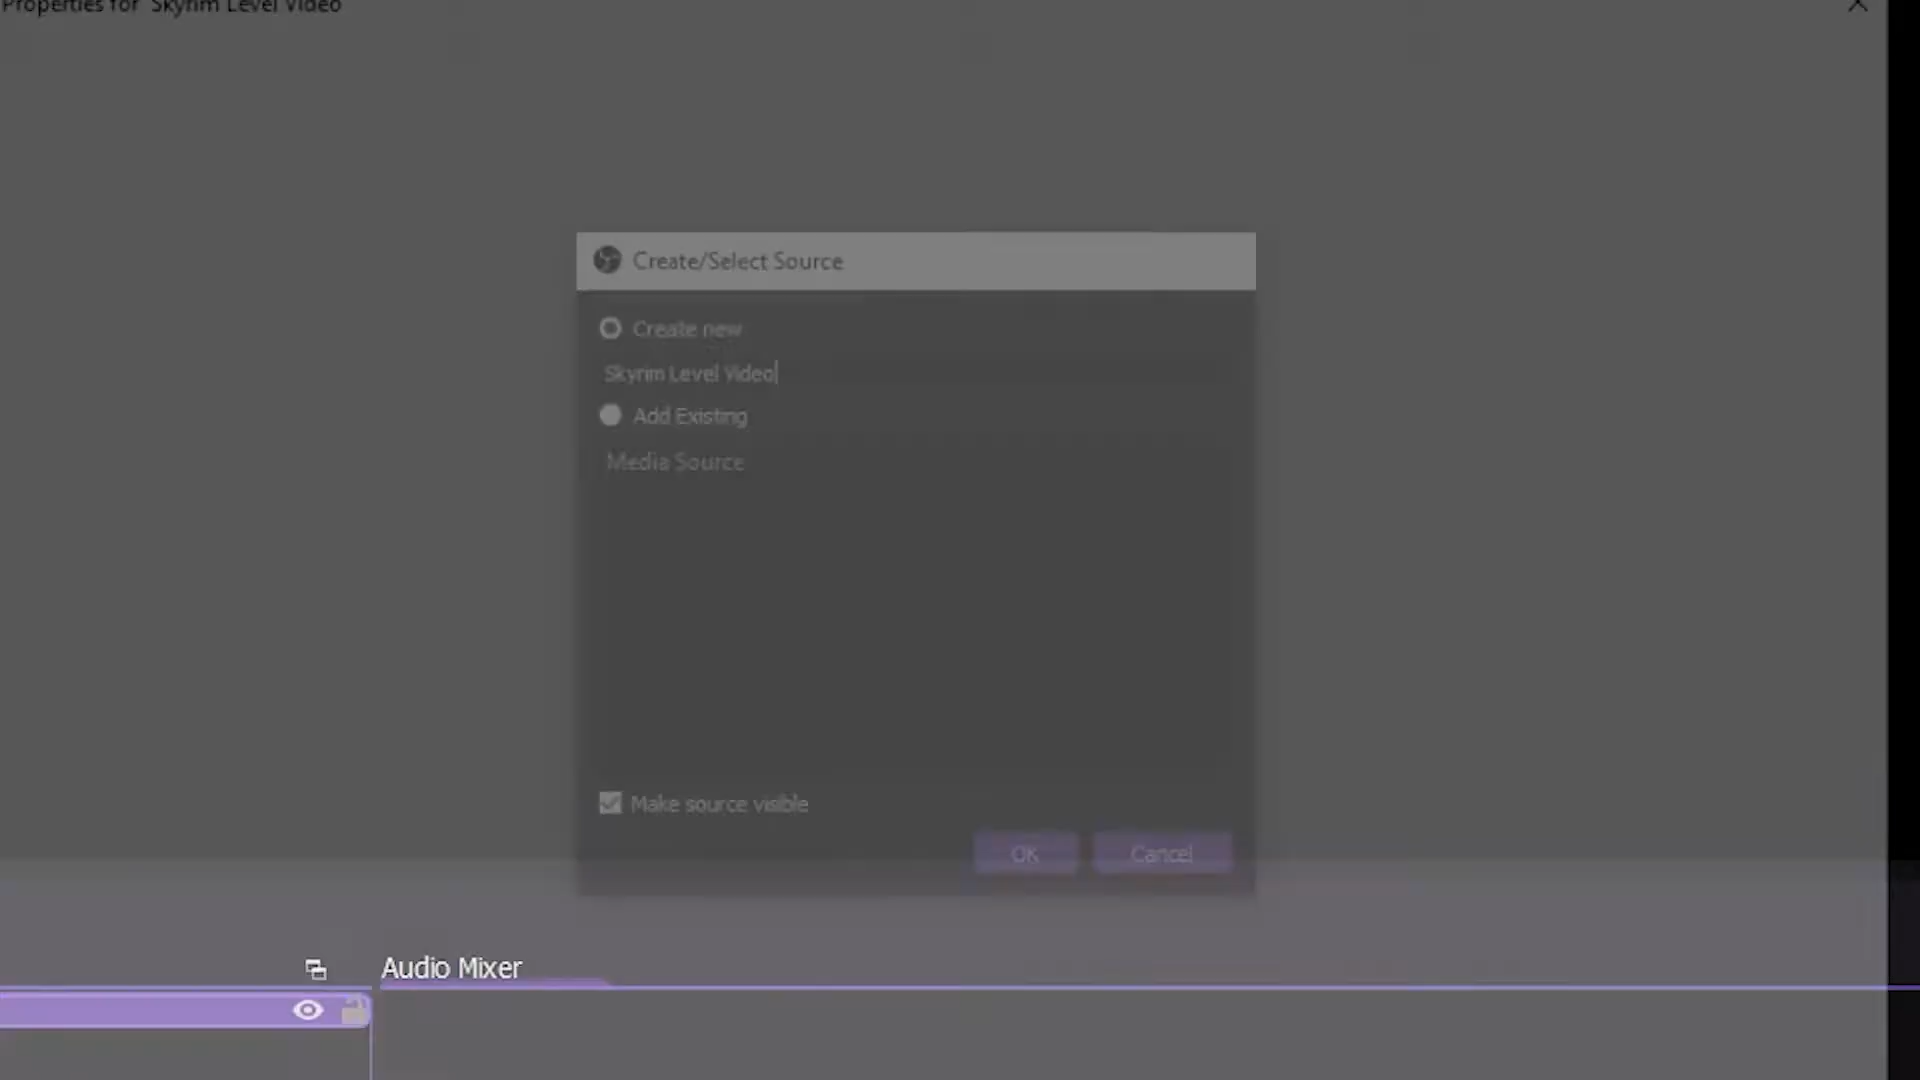 Properties for 'Skyrim Level Video'
Create/Select Source
Create new
Skyrim Level Video
Add Existing
Media Source
Make source visible
OK
Cancel
Audio Mixer